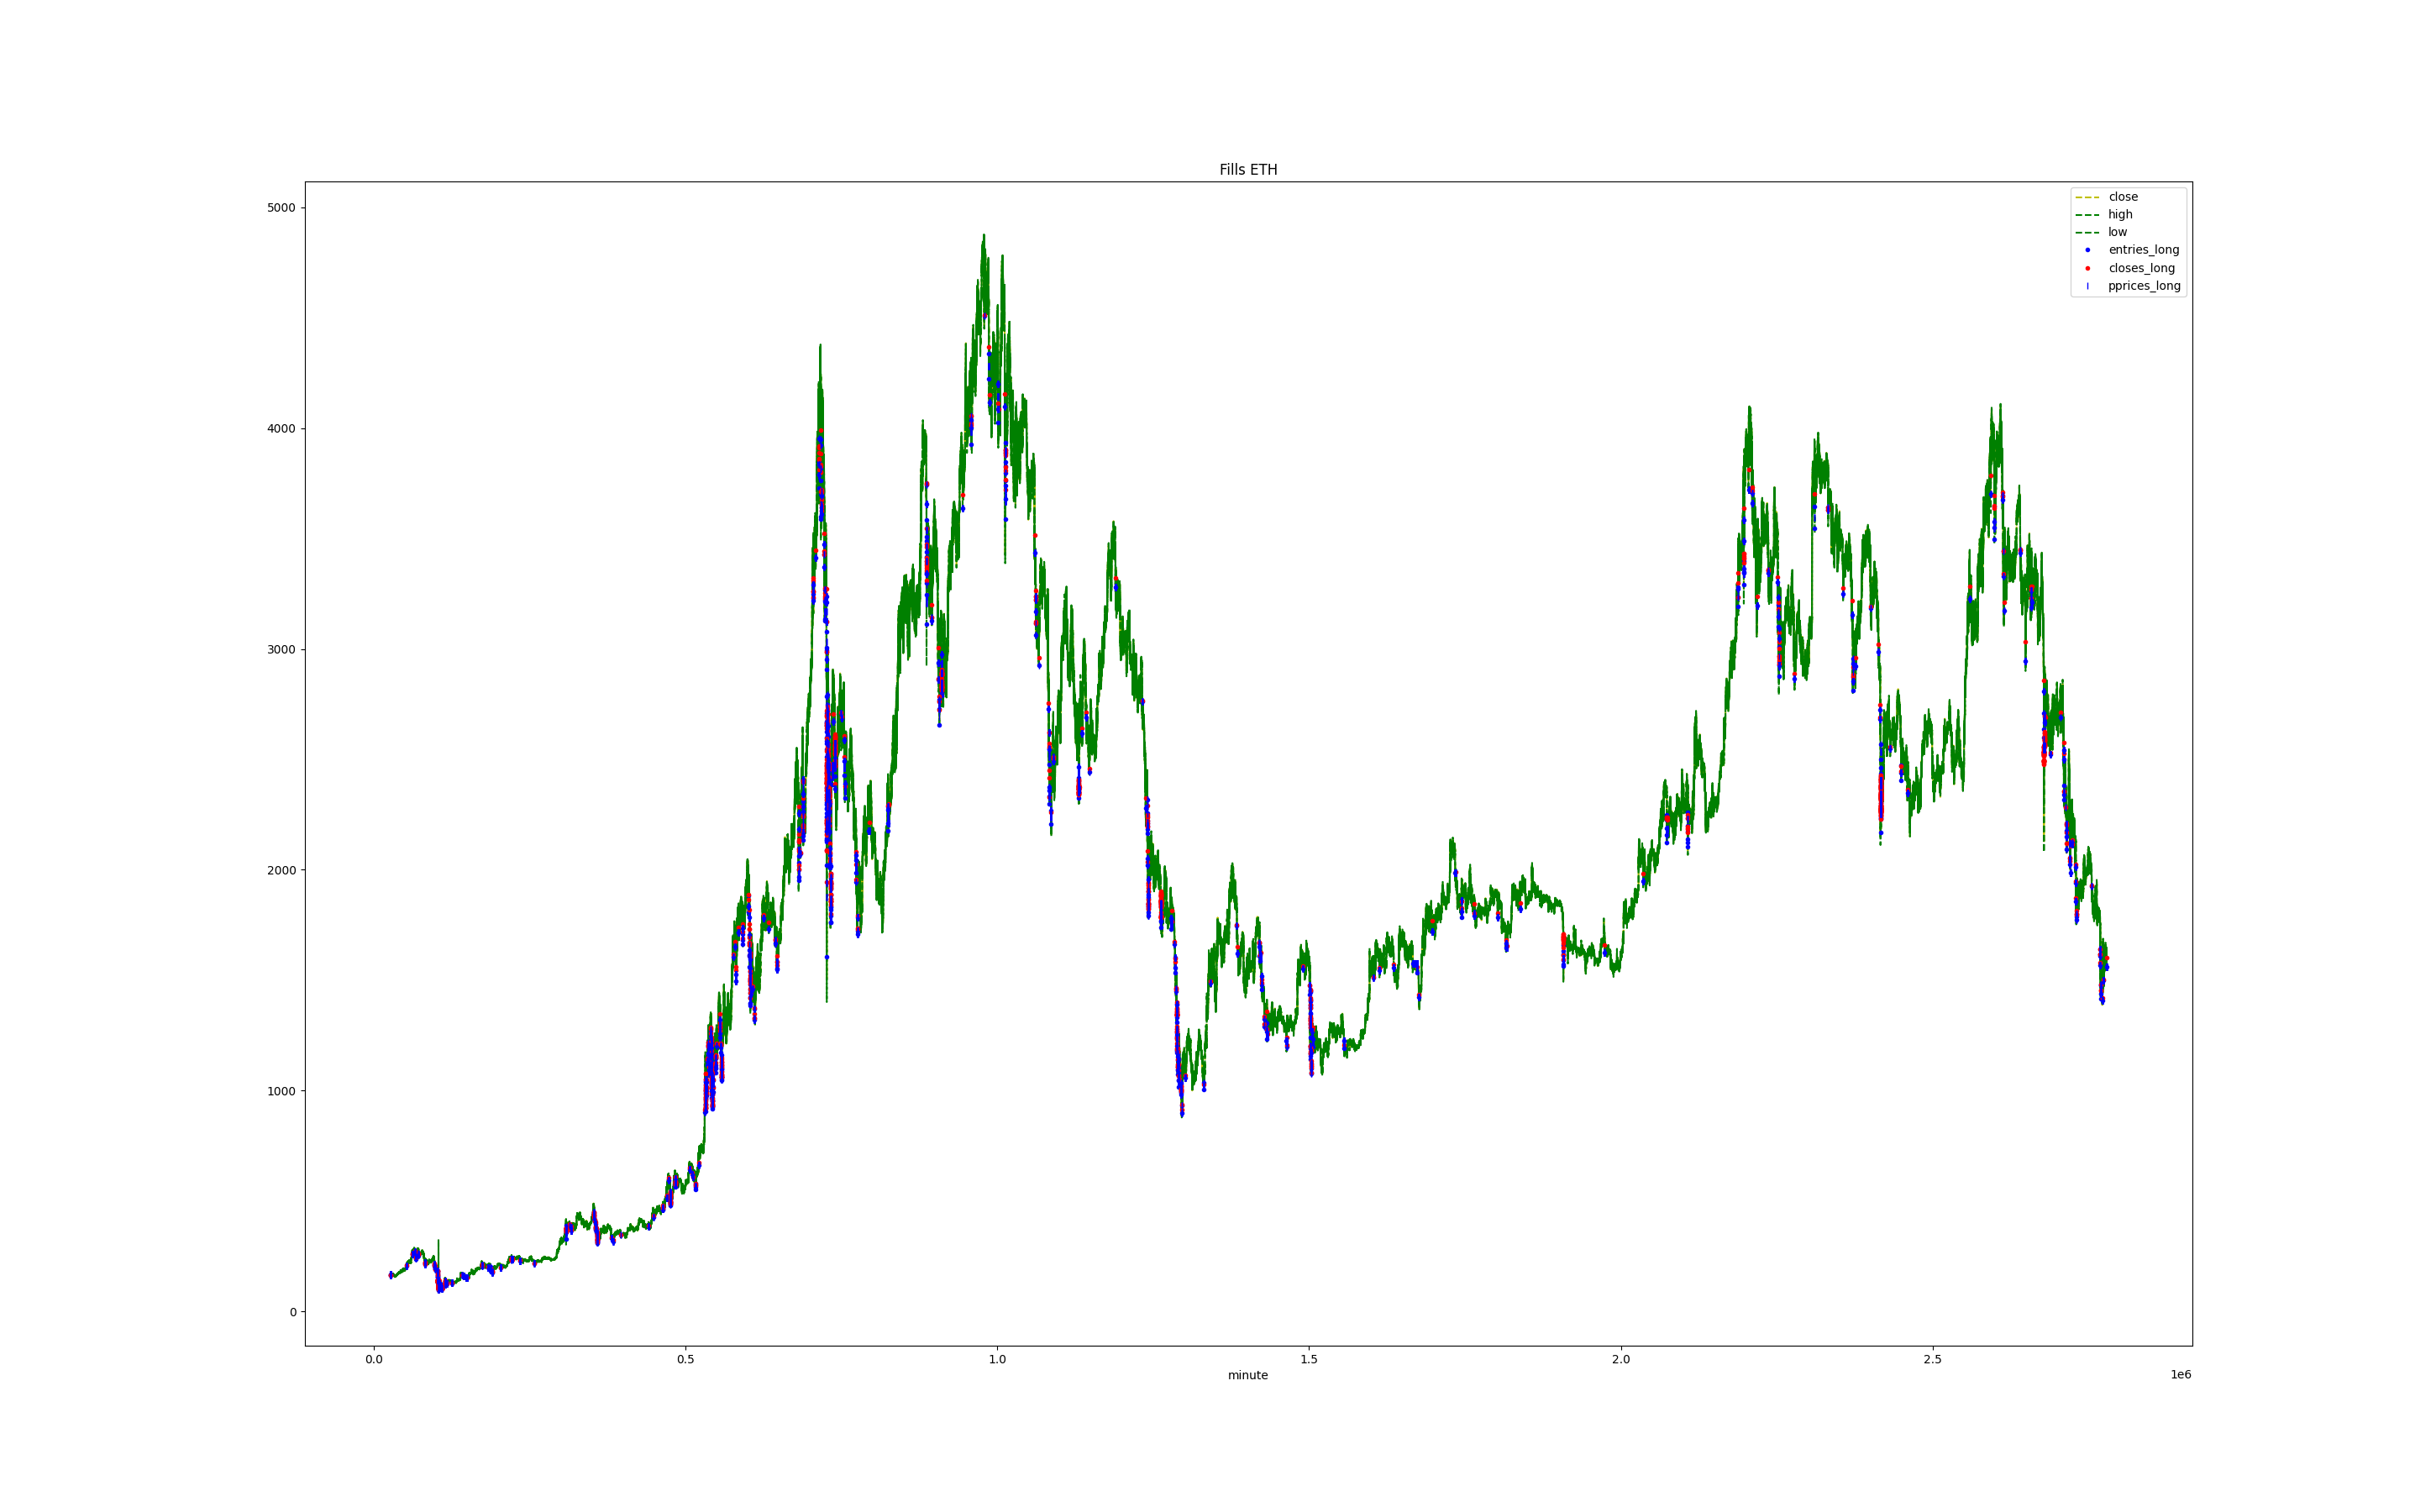 Fills ETH
5000
4000
3000
2000
1000
0
close
high
low
entries_long
closes_long
pprices_long
0.0 0.5 1.0 1.5 2.0 2.5
minute
1e6